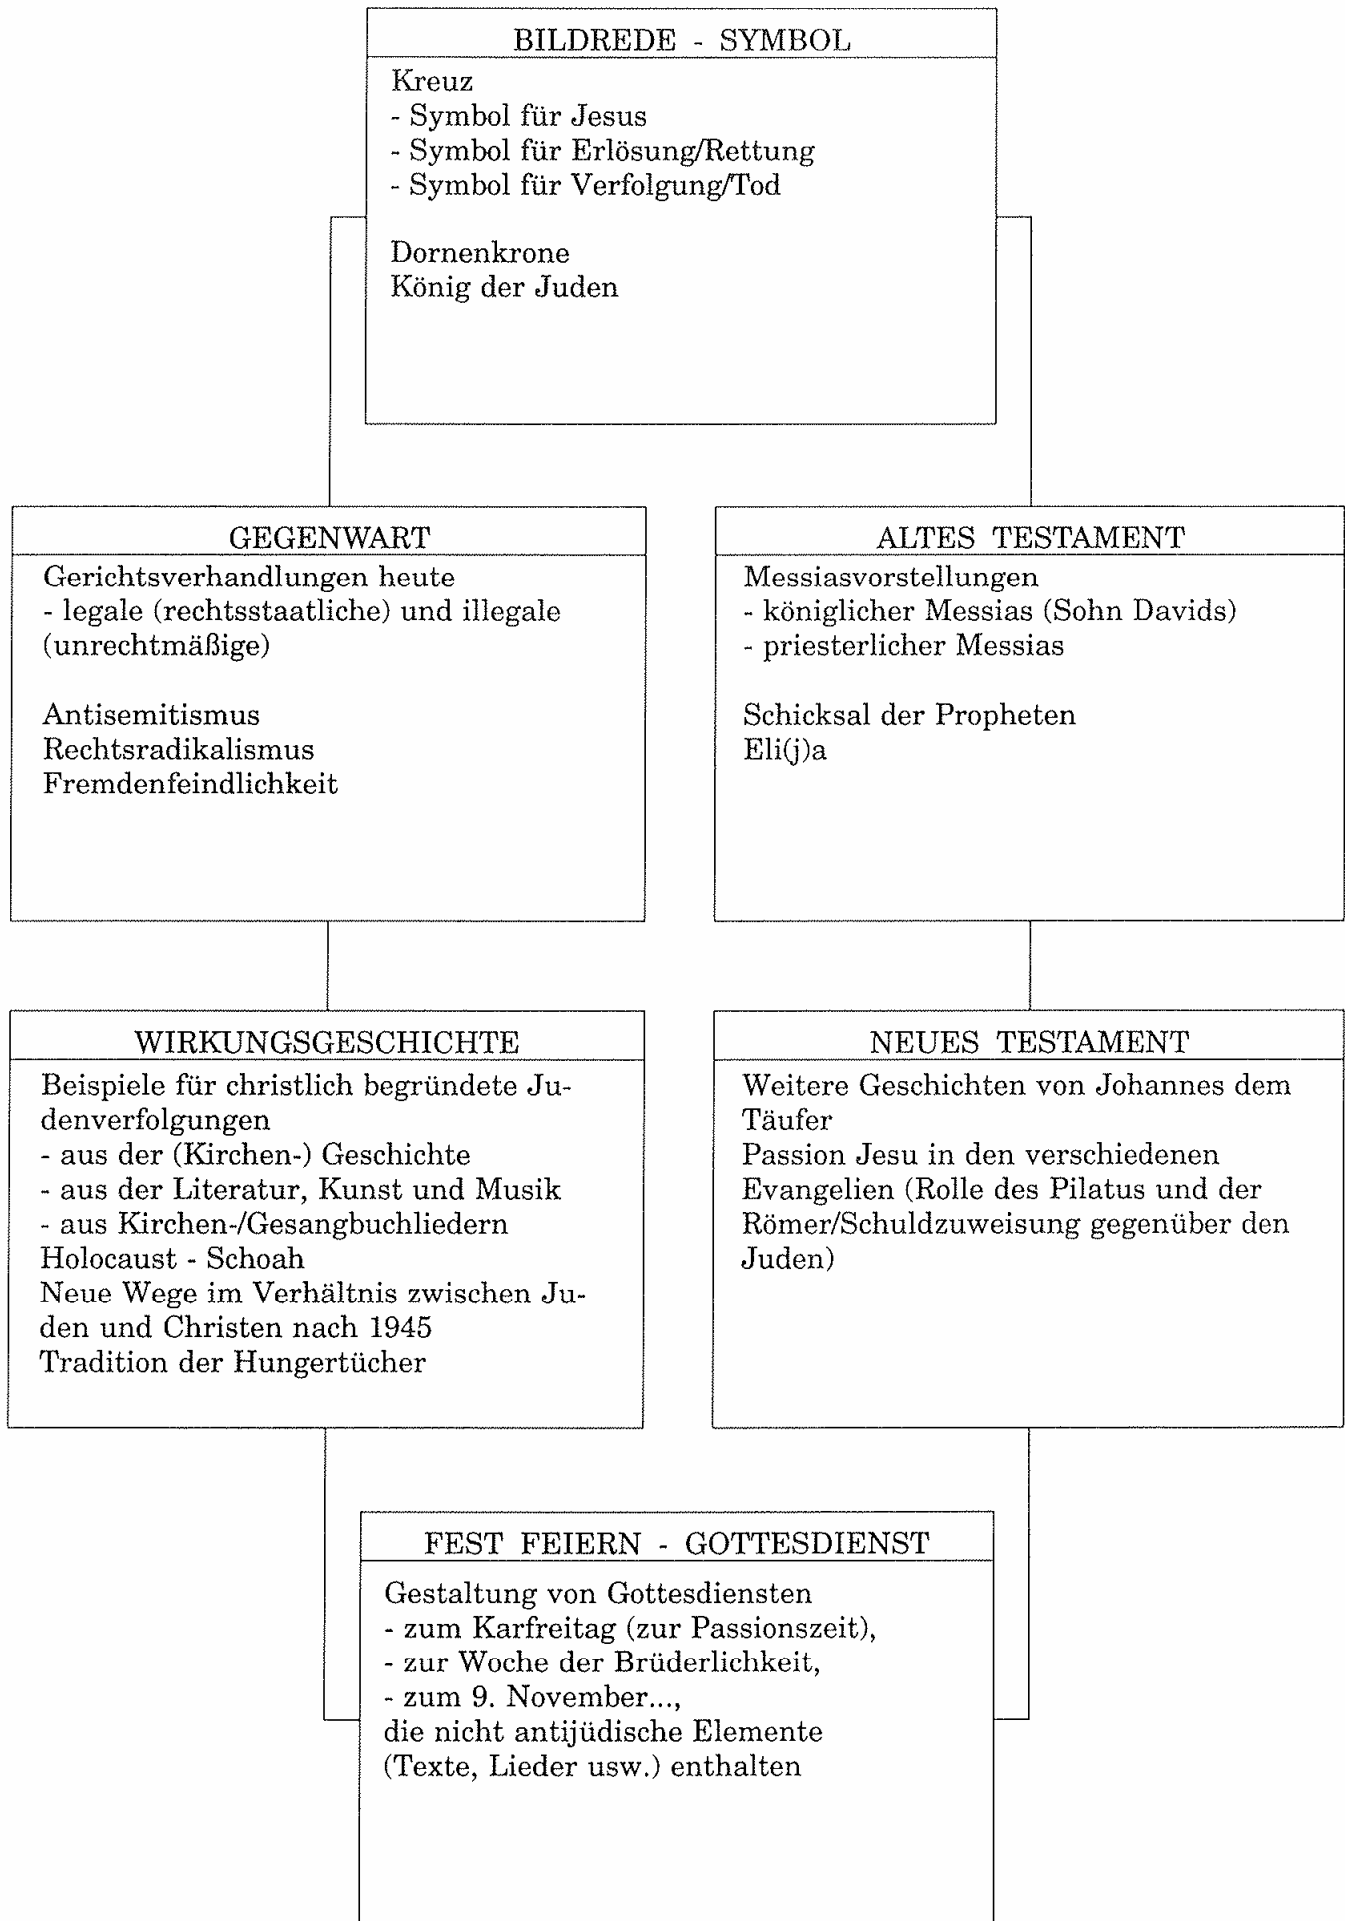 BILDREDE - SYMBOL
Kreuz
- Symbol für Jesus
- Symbol für Erlösung/Rettung
- Symbol für Verfolgung/Tod
Dornenkrone
König der Juden
GEGENWART
Gerichtsverhandlungen heute
- legale (rechtsstaatliche) und illegale
(unrechtmäßige)
Antisemitismus
Rechtsradikalismus
Fremdenfeindlichkeit
ALTES TESTAMENT
Messiasvorstellungen
- königlicher Messias (Sohn Davids)
- priesterlicher Messias
Schicksal der Propheten
Eli(j)a
WIRKUNGSGESCHICHTE
Beispiele für christlich begründete Ju-
denverfolgungen
- aus der (Kirchen-) Geschichte
- aus der Literatur, Kunst und Musik
- aus Kirchen-/Gesangbuchliedern
Holocaust - Schoah
Neue Wege im Verhältnis zwischen Ju-
den und Christen nach 1945
Tradition der Hungertücher
NEUES TESTAMENT
Weitere Geschichten von Johannes dem
Täufer
Passion Jesu in den verschiedenen
Evangelien (Rolle des Pilatus und der
Römer/Schuldzuweisung gegenüber den
Juden)
FEST FEIERN - GOTTESDIENST
Gestaltung von Gottesdiensten
- zum Karfreitag (zur Passionszeit),
- zur Woche der Brüderlichkeit,
- zum 9. November...,
die nicht antijüdische Elemente
(Texte, Lieder usw.) enthalten